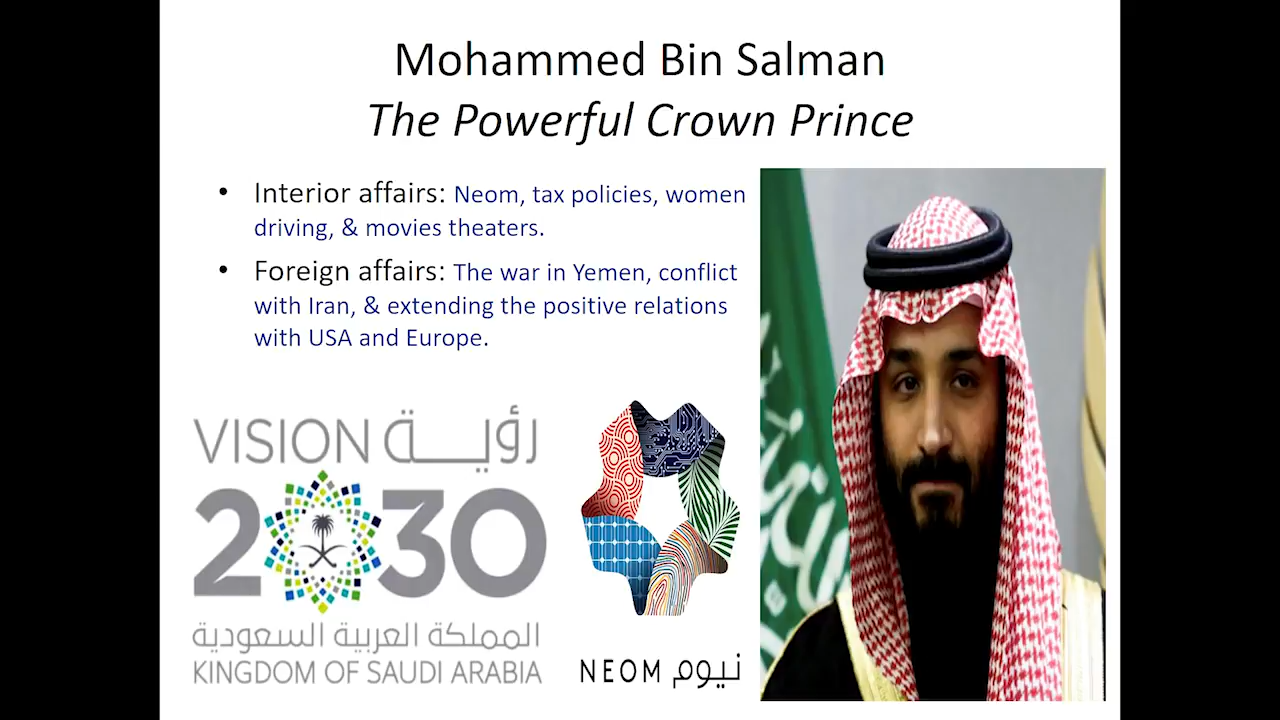 Mohammed Bin Salman
The Powerful Crown Prince
• Interior affairs: Neom, tax policies, women
driving, & movies theaters.
• Foreign affairs: The war in Yemen, conflict
with Iran, & extending the positive relations
with USA and Europe.
VISION رؤيــة
2030
المملكة العربية السعودية
KINGDOM OF SAUDI ARABIA
NEOM نيوم